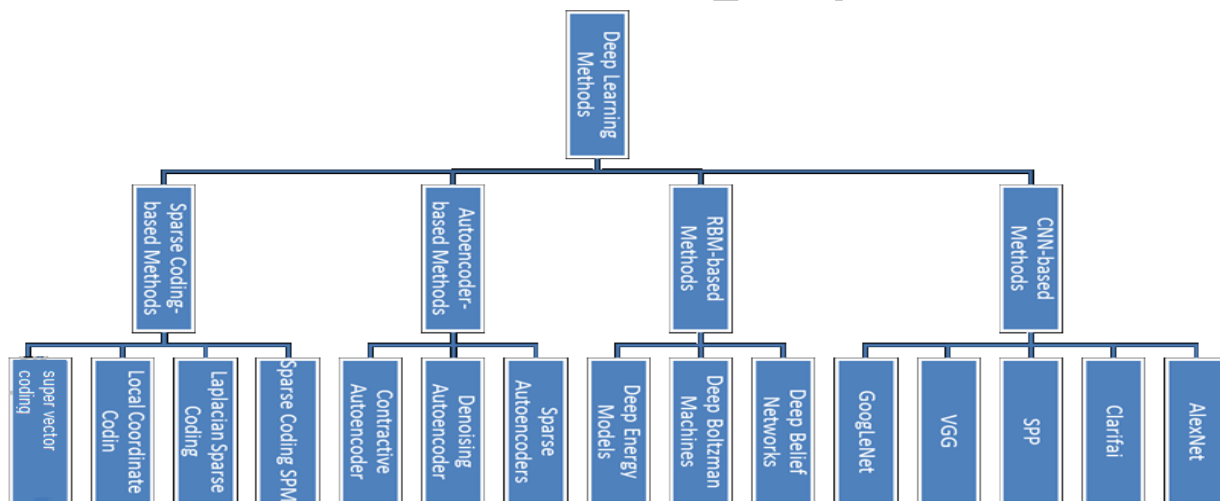 Deep Learning
Methods
CNN-based
Methods
AlexNet
Clarifai
SPP
VGG
GoogLeNet
RBM-based
Methods
Deep Belief
Networks
Deep Boltzman
Machines
Deep Energy
Models
Autoencoder-
based Methods
Sparse
Autoencoders
Denoising
Autoencoder
Contractive
Autoencoder
Sparse Coding-
based Methods
Sparse Coding SPM
Laplacian Sparse
Coding
Local Coordinate
Codin
super vector
coding